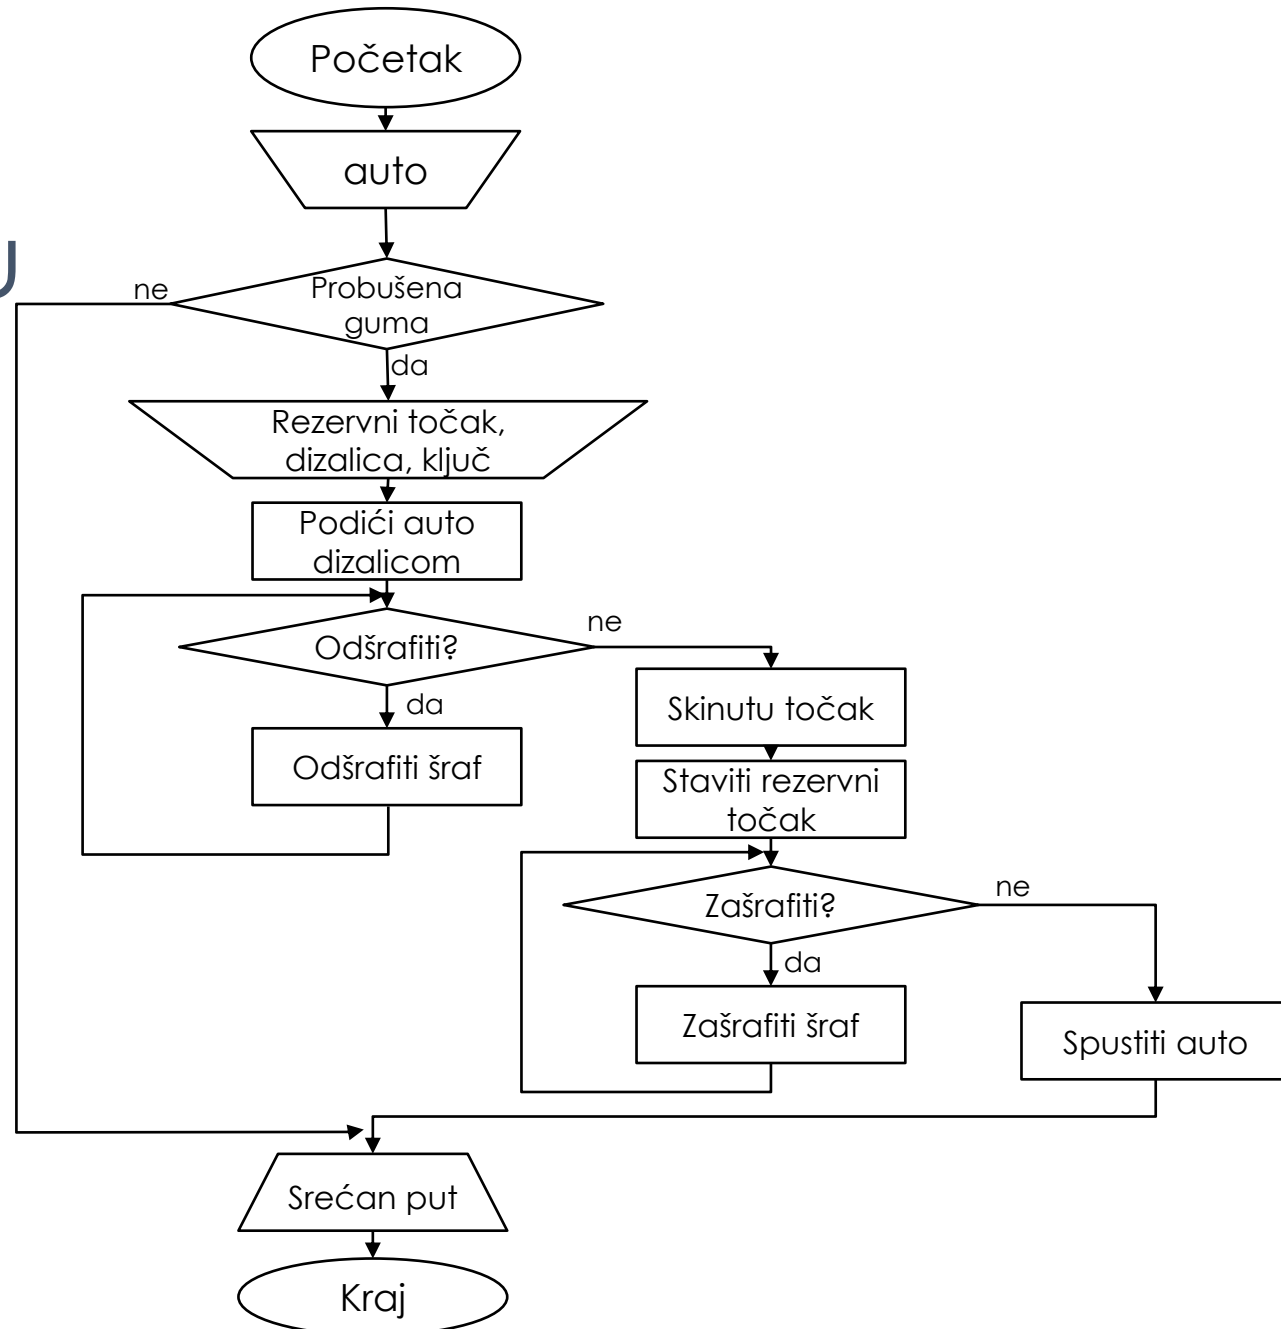 Početak
auto
U
ne
Probušena
guma
da
Rezervni točak,
dizalica, ključ
Podići auto
dizalicom
ne
Odšrafiti?
da
Odšrafiti šraf
Skinutu točak
Staviti rezervni
točak
ne
Zašrafiti?
da
Zašrafiti šraf
Spustiti auto
Srećan put
Kraj